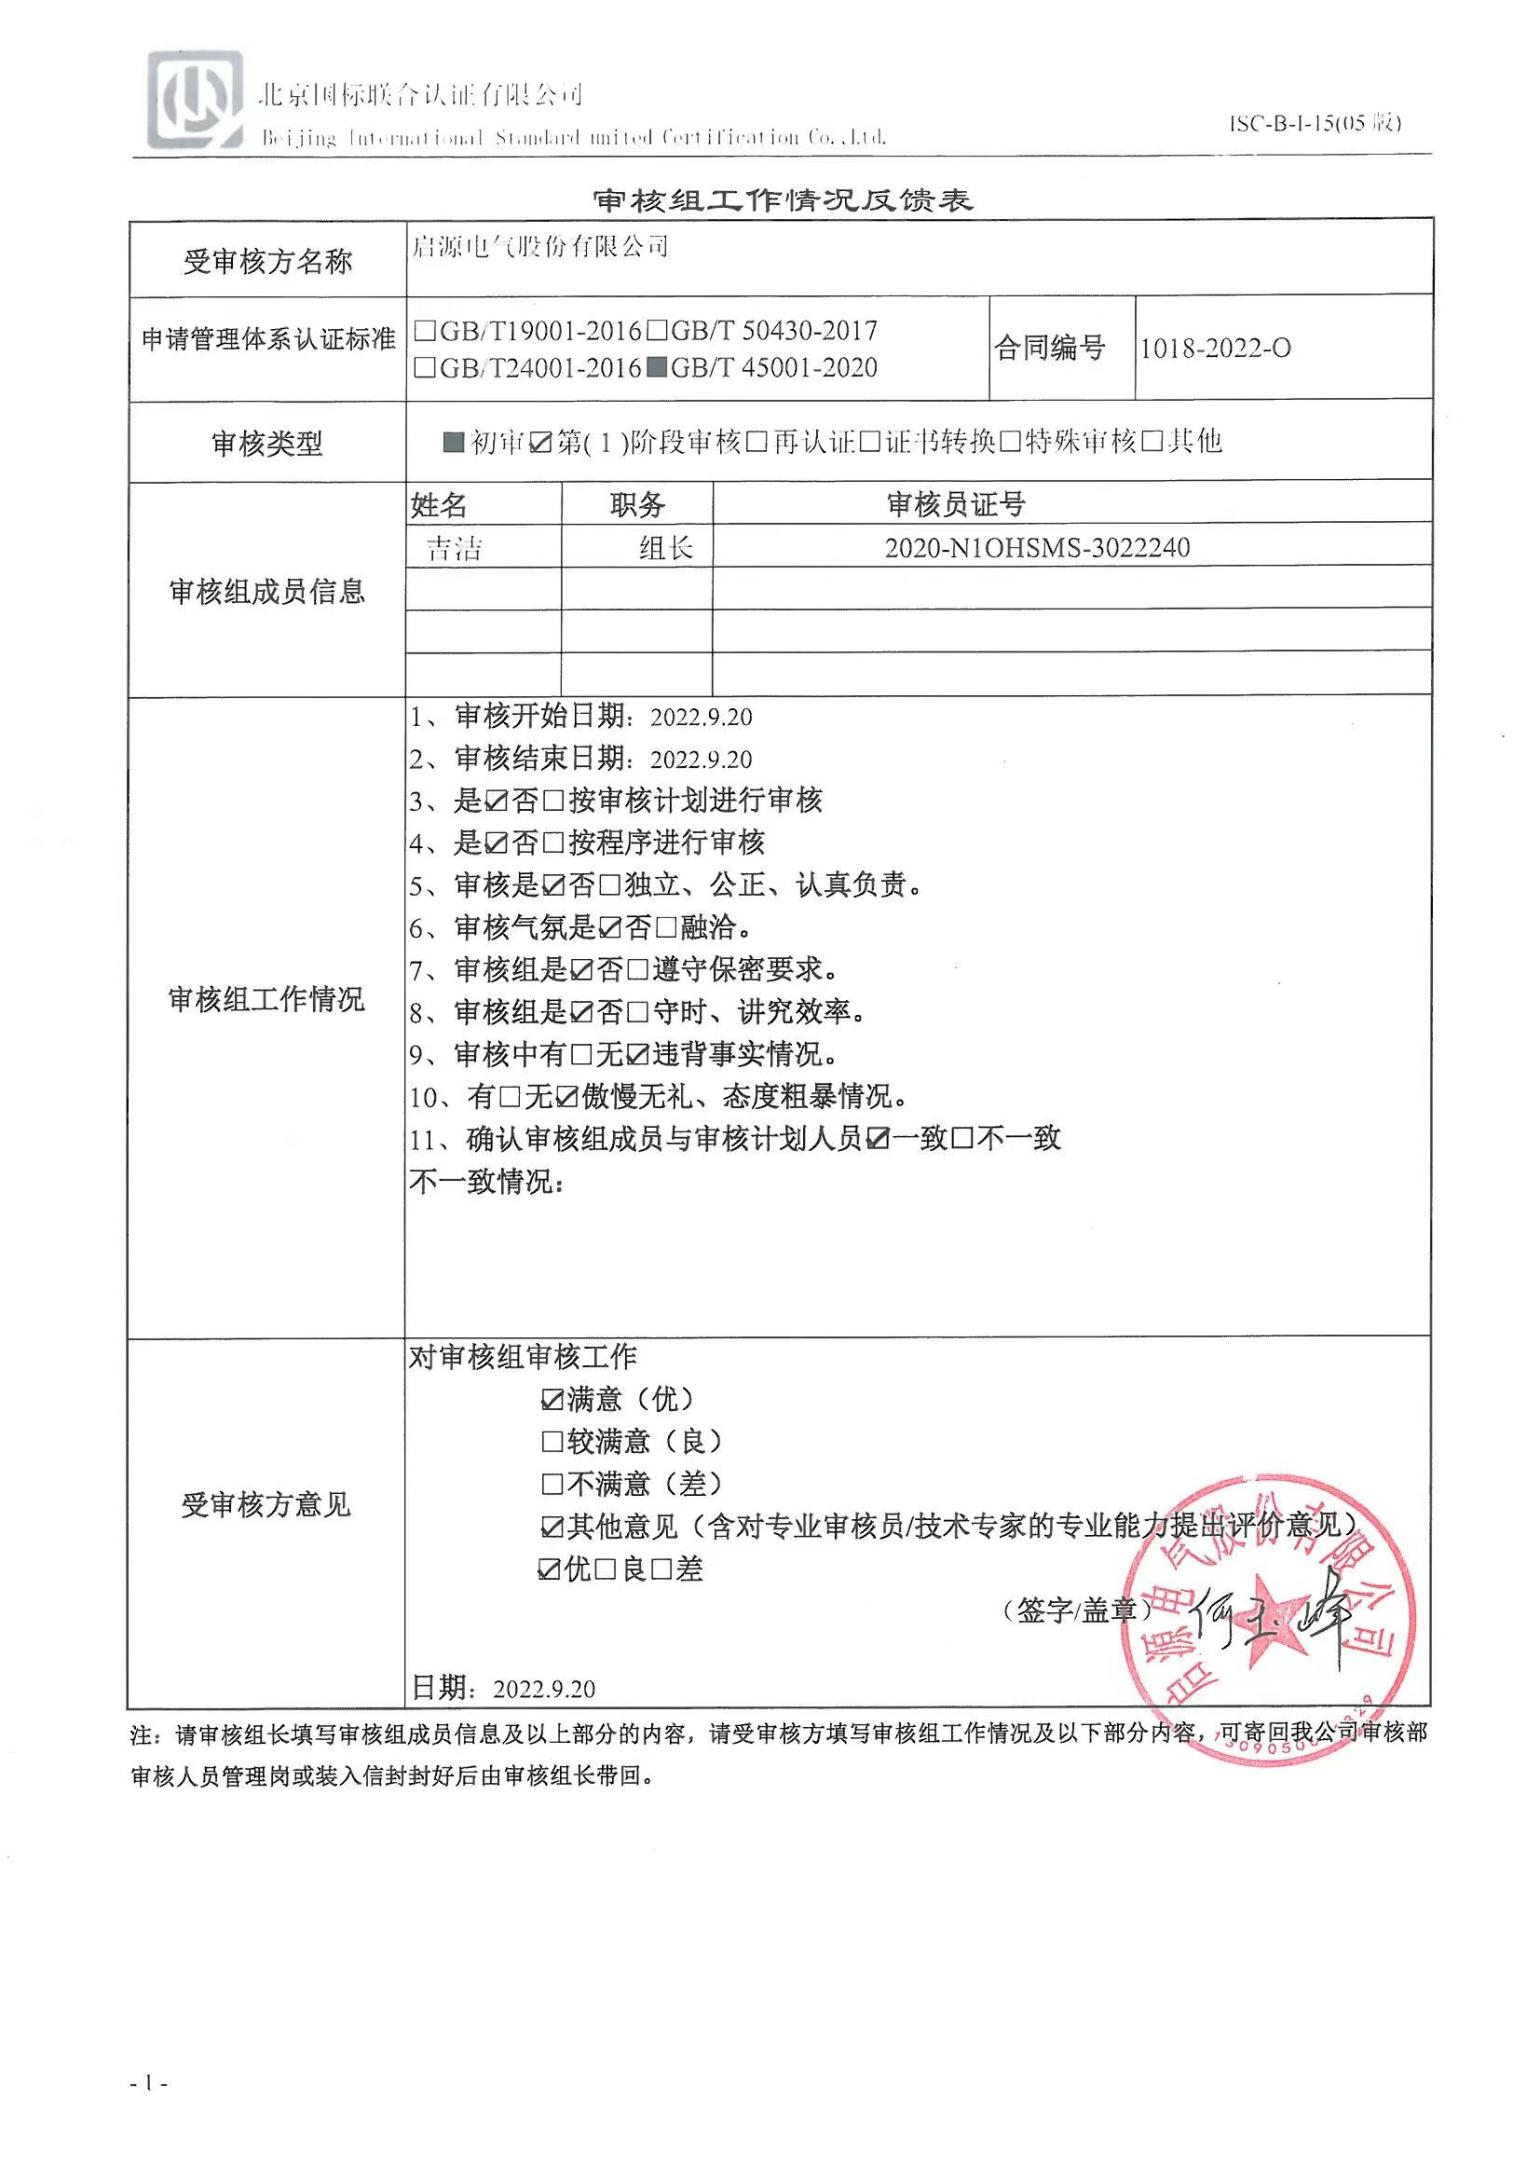 北京国标联合认证有限公司
Beijing International Standard united Certification Co.,Ltd.
ISC-B-I-15(05 版)
审核组工作情况反馈表
受审核方名称
启源电气股份有限公司
申请管理体系认证标准
□GB/T19001-2016□GB/T 50430-2017
□GB/T24001-2016■GB/T 45001-2020
合同编号
1018-2022-O
审核类型
■初审☑第( 1 )阶段审核□再认证□证书转换□特殊审核□其他
审核组成员信息
姓名 职务 审核员证号
吉洁 组长 2020-N1OHSMS-3022240
审核组工作情况
1、审核开始日期：2022.9.20
2、审核结束日期：2022.9.20
3、是☑否□按审核计划进行审核
4、是☑否□按程序进行审核
5、审核是☑否□独立、公正、认真负责。
6、审核气氛是☑否□融洽。
7、审核组是☑否□遵守保密要求。
8、审核组是☑否□守时、讲究效率。
9、审核中有□无☑违背事实情况。
10、有□无☑傲慢无礼、态度粗暴情况。
11、确认审核组成员与审核计划人员☑一致□不一致
不一致情况：
受审核方意见
对审核组审核工作
☑满意（优）
□较满意（良）
□不满意（差）
☑其他意见（含对专业审核员/技术专家的专业能力提出评价意见）
☑优□良□差
（签字/盖章）何玉峰
启源电气股份有限公司
日期：2022.9.20
注：请审核组长填写审核组成员信息及以上部分的内容，请受审核方填写审核组工作情况及以下部分内容，可寄回我公司审核部
审核人员管理岗或装入信封封好后由审核组长带回。
- 1 -